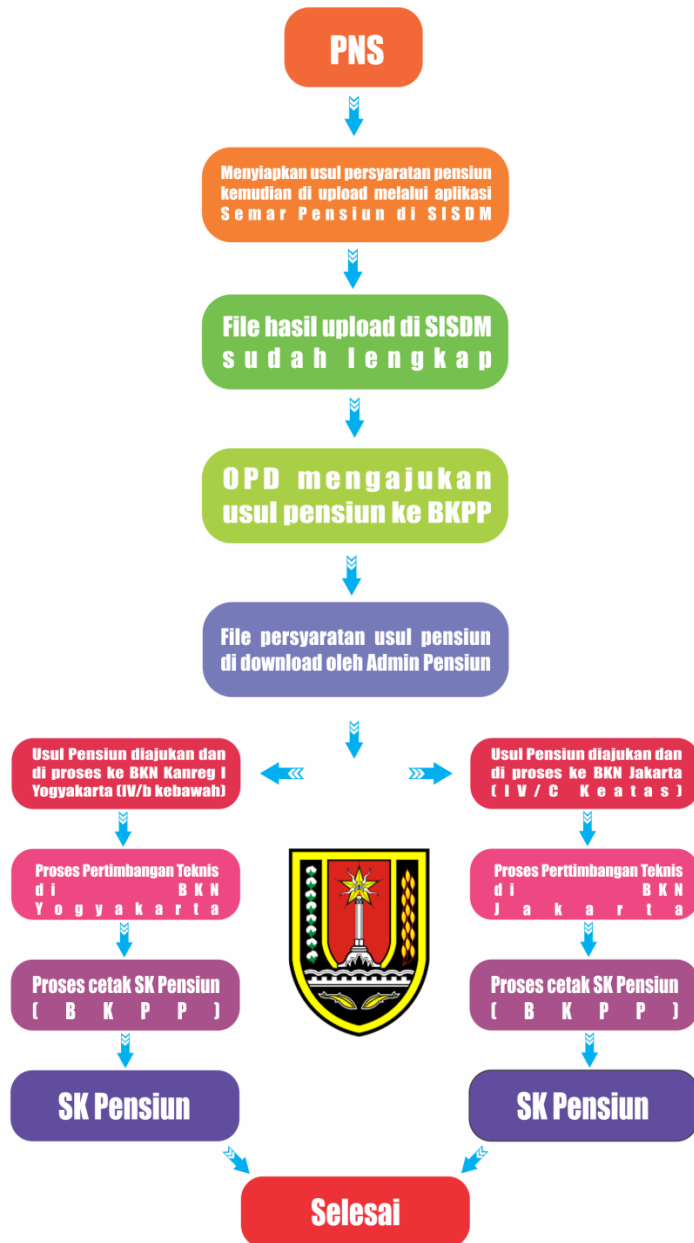 PNS
Menyiapkan usul persyaratan pensiun
kemudian di upload melalui aplikasi
Semar Pensiun di SISDM
File hasil upload di SISDM
sudah lengkap
OPD mengajukan
usul pensiun ke BKPP
File persyaratan usul pensiun
di download oleh Admin Pensiun
Usul Pensiun diajukan dan
di proses ke BKN Kanreg I
Yogyakarta (IV/b kebawah)
Proses Pertimbangan Teknis
di BKN
Yogyakarta
Proses cetak SK Pensiun
(BKPP)
SK Pensiun
Usul Pensiun diajukan dan
di proses ke BKN Jakarta
(IV/C Keatas)
Proses Perttimbangan Teknis
di BKN
Jakarta
Proses cetak SK Pensiun
(BKPP)
SK Pensiun
Selesai